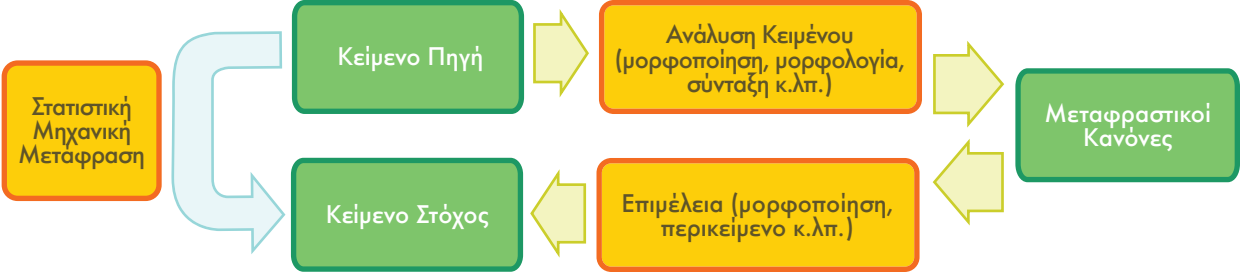 Στατιστική
Μηχανική
Μετάφραση
Κείμενο Πηγή
Ανάλυση Κειμένου
(μορφοποίηση, μορφολογία,
σύνταξη κ.λπ.)
Μεταφραστικοί
Κανόνες
Επιμέλεια (μορφοποίηση,
περικείμενο κ.λπ.)
Κείμενο Στόχος